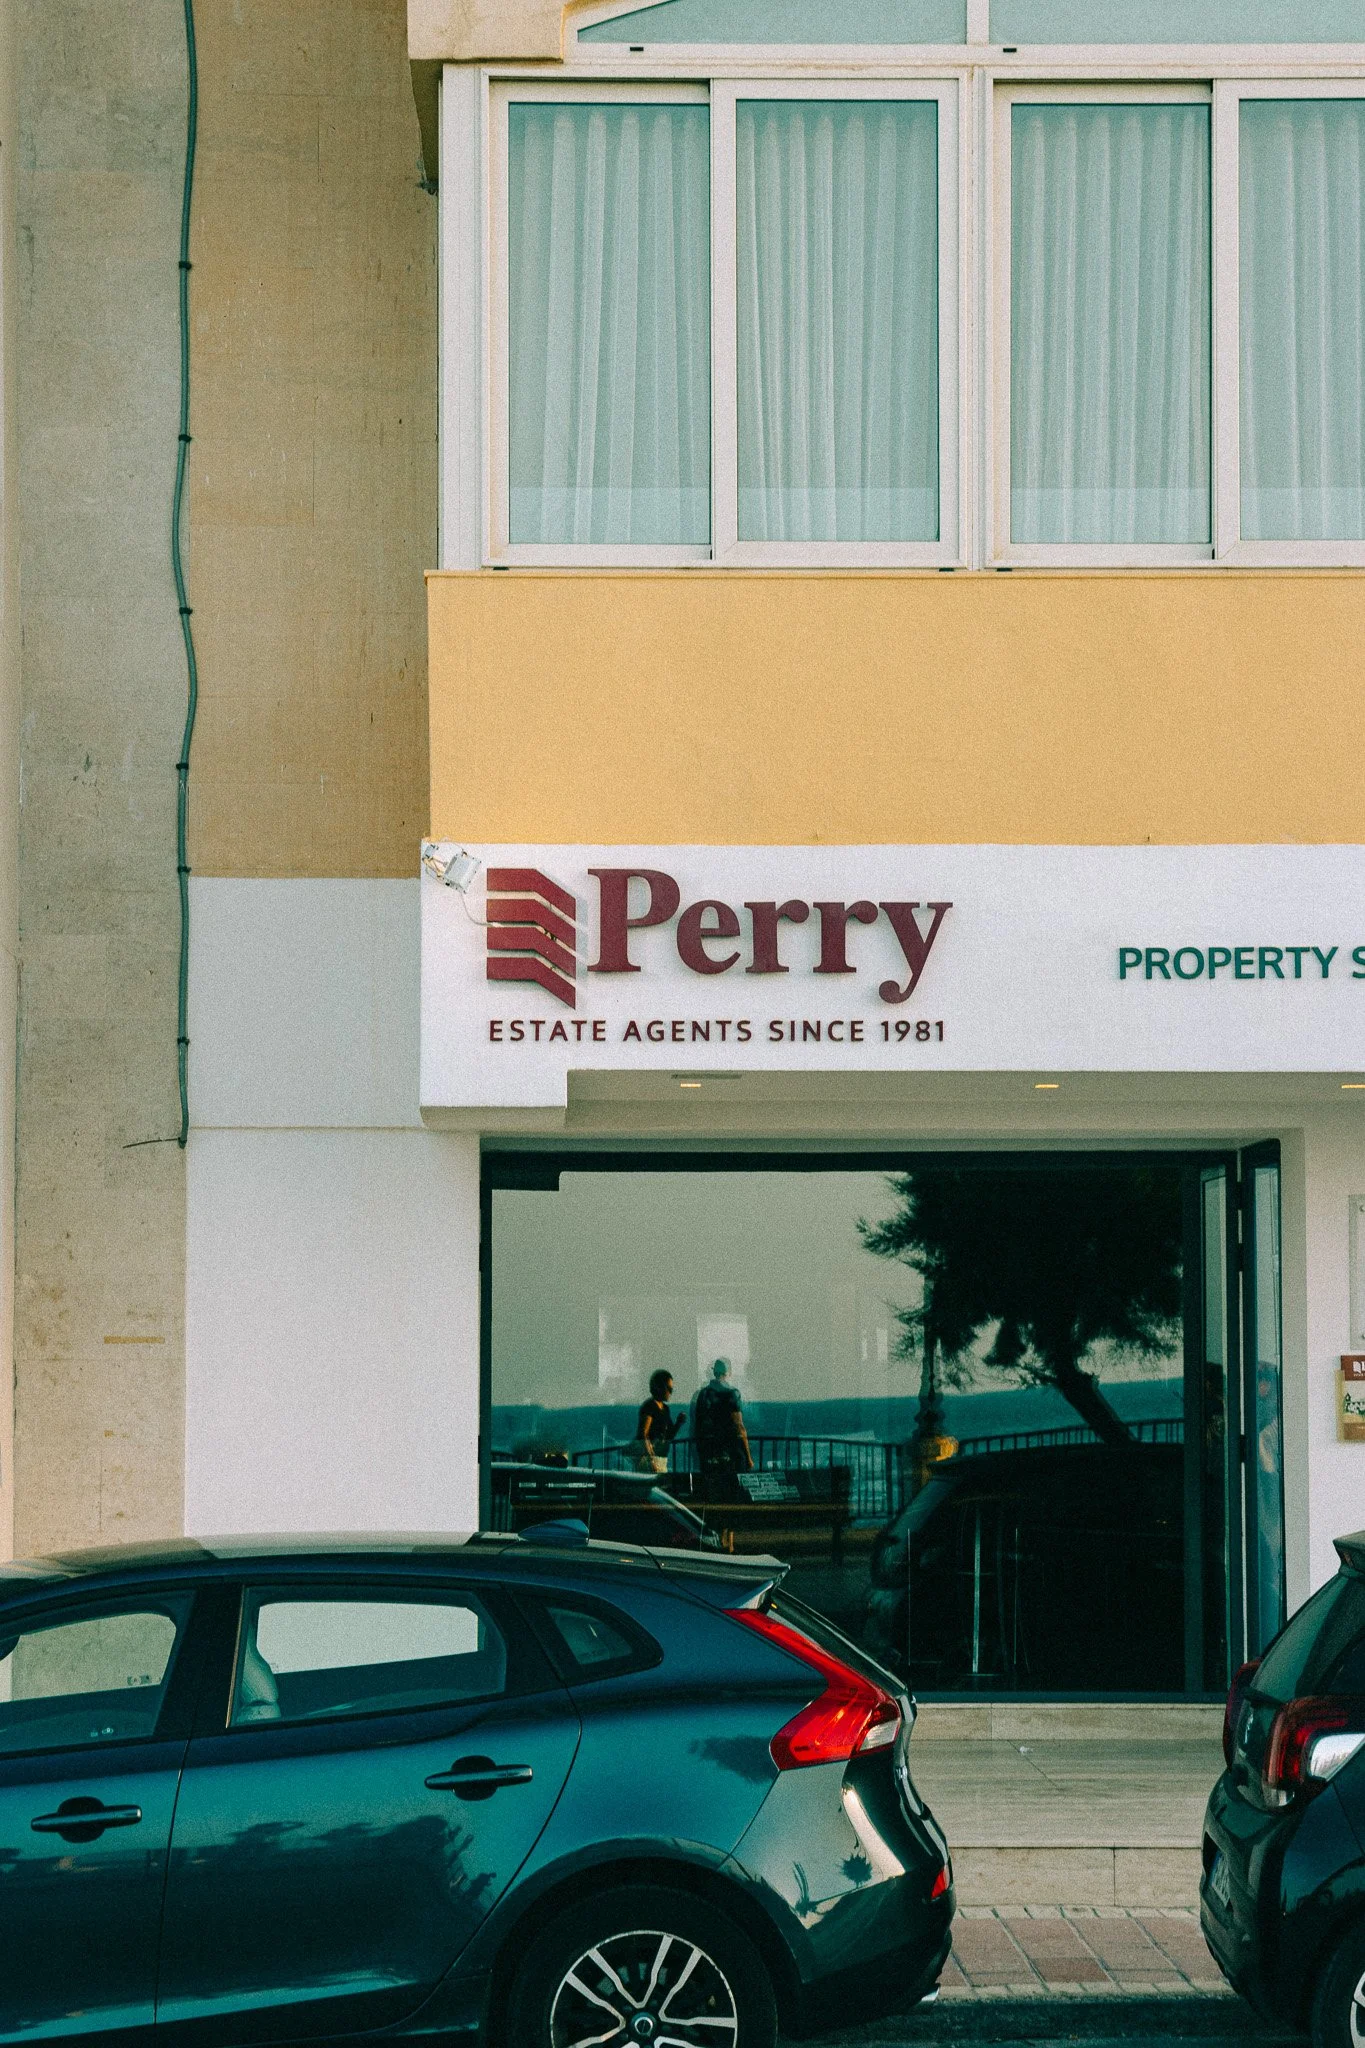 Perry
PROPERTY S
ESTATE AGENTS SINCE 1981